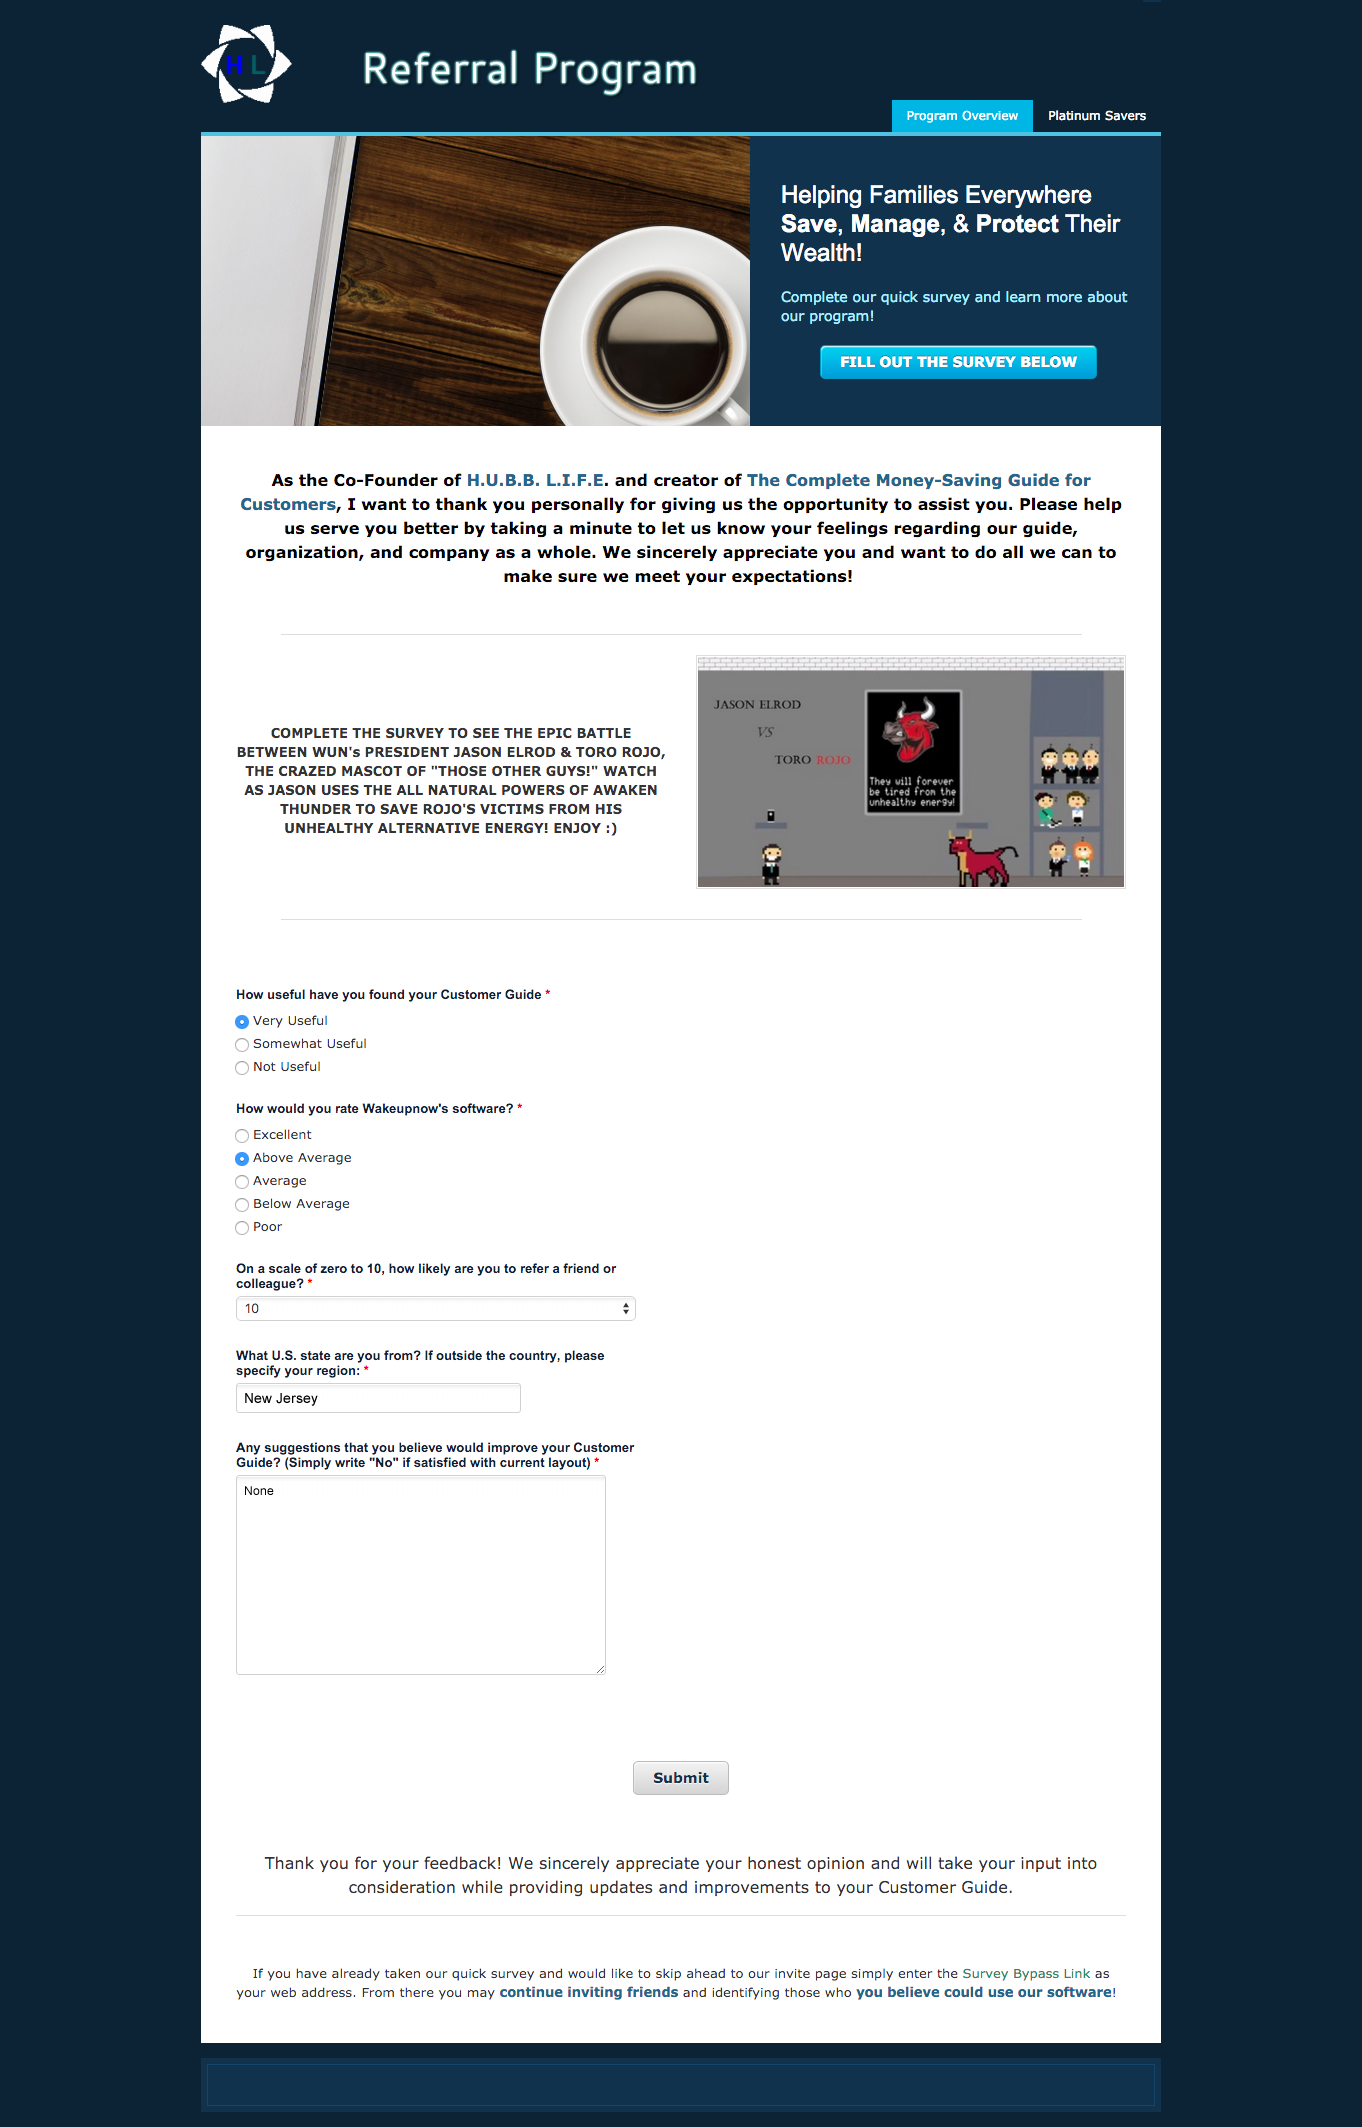 H L
Referral Program
Program Overview
Platinum Savers
Helping Families Everywhere
Save, Manage, & Protect Their
Wealth!
Complete our quick survey and learn more about
our program!
FILL OUT THE SURVEY BELOW
As the Co-Founder of H.U.B.B. L.I.F.E. and creator of The Complete Money-Saving Guide for
Customers, I want to thank you personally for giving us the opportunity to assist you. Please help
us serve you better by taking a minute to let us know your feelings regarding our guide,
organization, and company as a whole. We sincerely appreciate you and want to do all we can to
make sure we meet your expectations!
COMPLETE THE SURVEY TO SEE THE EPIC BATTLE
BETWEEN WUN's PRESIDENT JASON ELROD & TORO ROJO,
THE CRAZED MASCOT OF "THOSE OTHER GUYS!" WATCH
AS JASON USES THE ALL NATURAL POWERS OF AWAKEN
THUNDER TO SAVE ROJO'S VICTIMS FROM HIS
UNHEALTHY ALTERNATIVE ENERGY! ENJOY :)
JASON ELROD
VS
TORO ROJO
They will forever
be tired from the
unhealthy energy!
How useful have you found your Customer Guide *
Very Useful
Somewhat Useful
Not Useful
How would you rate Wakeupnow's software? *
Excellent
Above Average
Average
Below Average
Poor
On a scale of zero to 10, how likely are you to refer a friend or
colleague? *
10
What U.S. state are you from? If outside the country, please
specify your region: *
New Jersey
Any suggestions that you believe would improve your Customer
Guide? (Simply write "No" if satisfied with current layout) *
None
Submit
Thank you for your feedback! We sincerely appreciate your honest opinion and will take your input into
consideration while providing updates and improvements to your Customer Guide.
If you have already taken our quick survey and would like to skip ahead to our invite page simply enter the Survey Bypass Link as
your web address. From there you may continue inviting friends and identifying those who you believe could use our software!